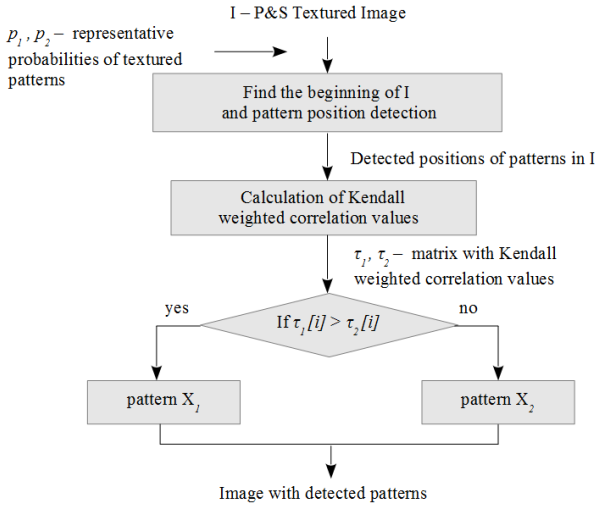 I – P&S Textured Image
p1 , p2 – representative
probabilities of textured
patterns
Find the beginning of I
and pattern position detection
Detected positions of patterns in I
Calculation of Kendall
weighted correlation values
τ1, τ2 – matrix with Kendall
weighted correlation values
yes
no
If τ1[i] > τ2[i]
pattern X1
pattern X2
Image with detected patterns